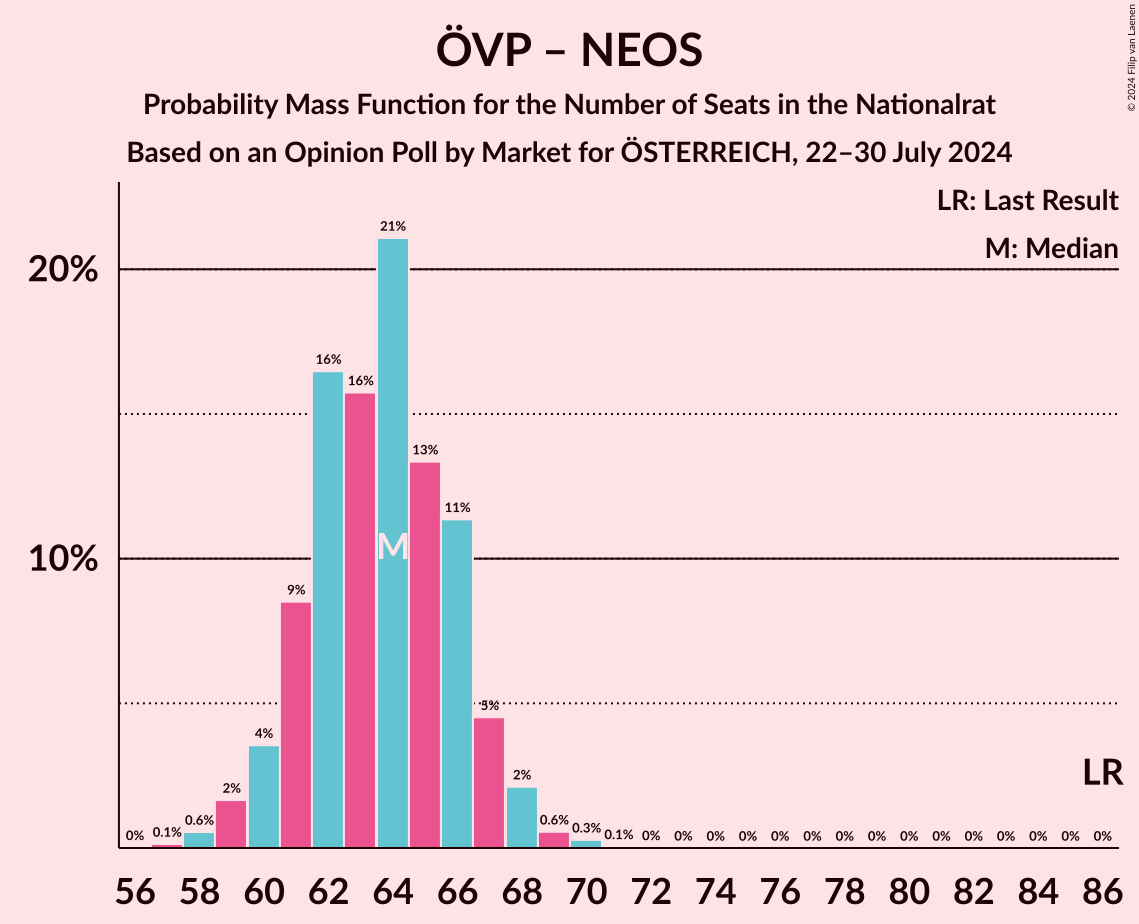 ÖVP – NEOS
Probability Mass Function for the Number of Seats in the Nationalrat
Based on an Opinion Poll by Market for ÖSTERREICH, 22–30 July 2024
© 2024 Filip van Laenen
LR: Last Result
M: Median
20%
10%
0% 0.1% 0.6% 2% 4% 9% 16% 16% 21% 13% 11% 5% 2% 0.6% 0.3% 0.1% 0% 0% 0% 0% 0% 0% 0% 0% 0% 0% 0% 0% 0% 0% 0%
M
LR
56 58 60 62 64 66 68 70 72 74 76 78 80 82 84 86